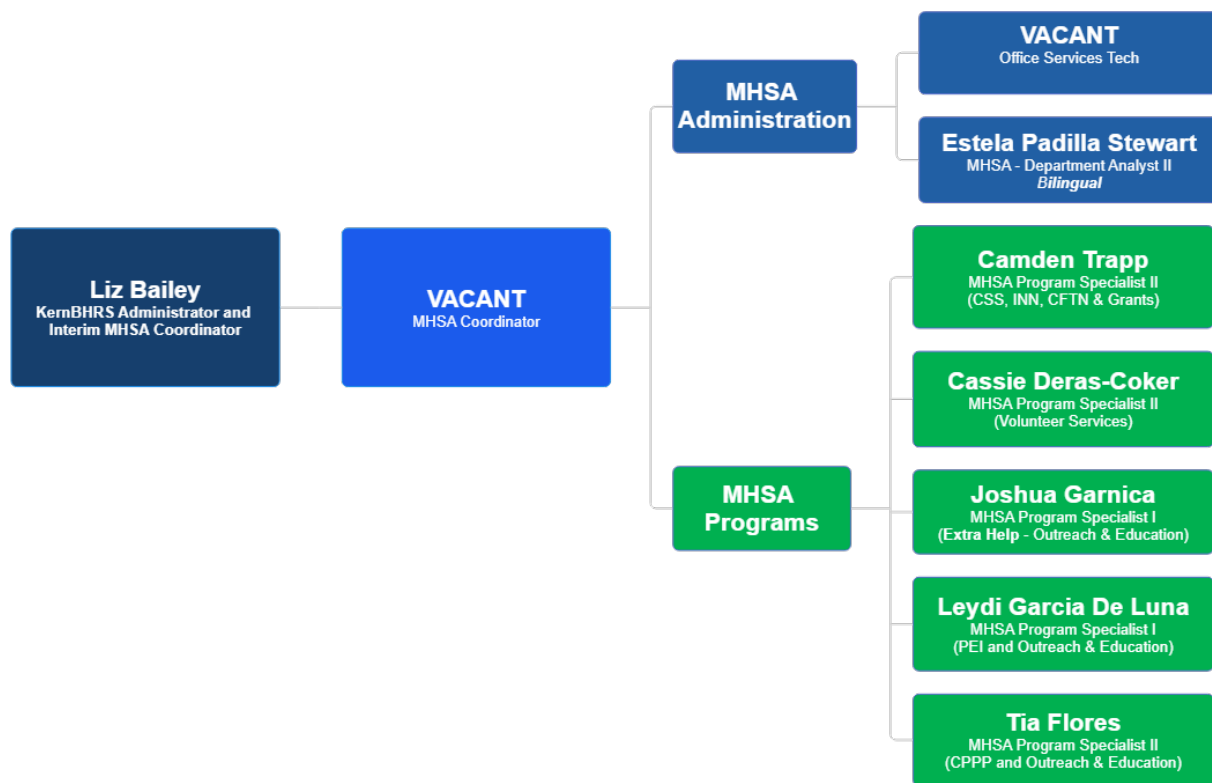 Liz Bailey
KernBHRS Administrator and
Interim MHSA Coordinator
VACANT
MHSA Coordinator
MHSA
Administration
VACANT
Office Services Tech
Estela Padilla Stewart
MHSA - Department Analyst II
Bilingual
MHSA
Programs
Camden Trapp
MHSA Program Specialist II
(CSS, INN, CFTN & Grants)
Cassie Deras-Coker
MHSA Program Specialist II
(Volunteer Services)
Joshua Garnica
MHSA Program Specialist I
(Extra Help - Outreach & Education)
Leydi Garcia De Luna
MHSA Program Specialist I
(PEI and Outreach & Education)
Tia Flores
MHSA Program Specialist II
(CPPP and Outreach & Education)